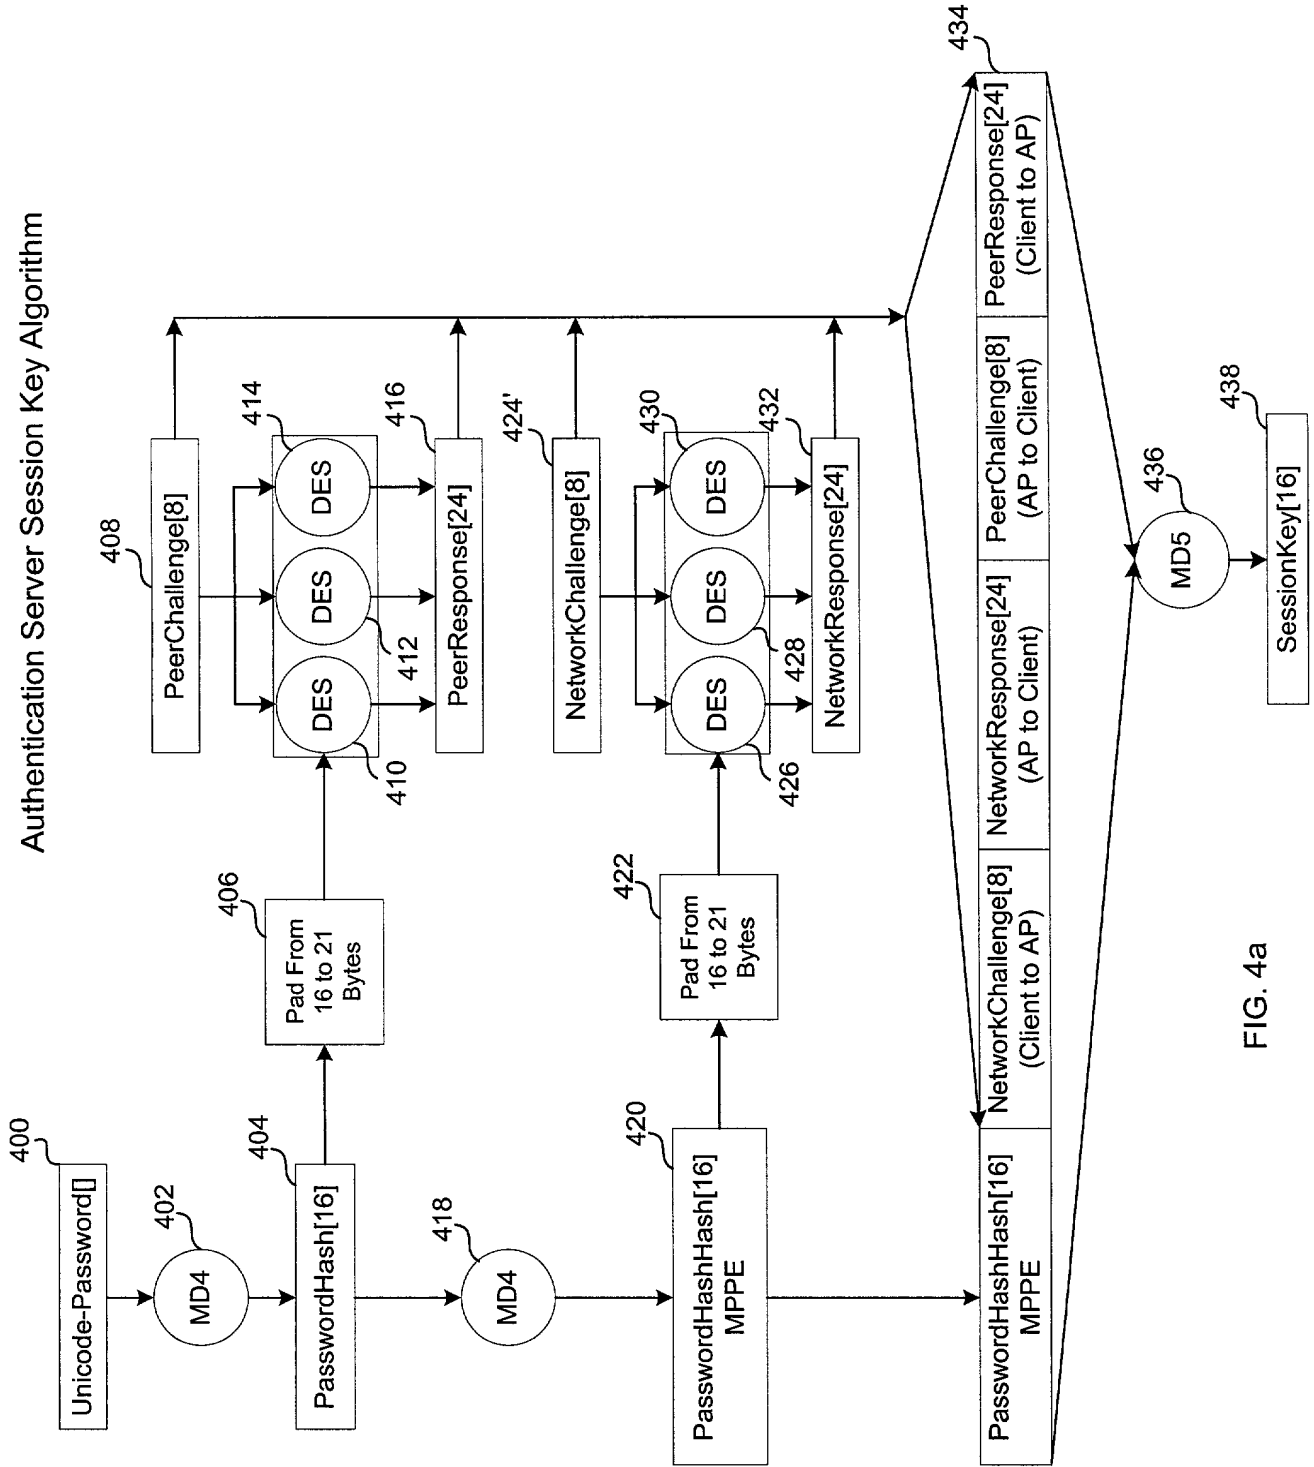 Authentication Server Session Key Algorithm
400
Unicode-Password[]
402
MD4
404
PasswordHash[16]
406
Pad From
16 to 21
Bytes
408
PeerChallenge[8]
410
DES
412
DES
414
DES
416
PeerResponse[24]
418
MD4
420
PasswordHashHash[16]
MPPE
422
Pad From
16 to 21
Bytes
424'
NetworkChallenge[8]
426
DES
428
DES
430
DES
432
NetworkResponse[24]
434
PasswordHashHash[16]
MPPE
NetworkChallenge[8]
(Client to AP)
NetworkResponse[24]
(AP to Client)
PeerChallenge[8]
(AP to Client)
PeerResponse[24]
(Client to AP)
436
MD5
438
SessionKey[16]
FIG. 4a